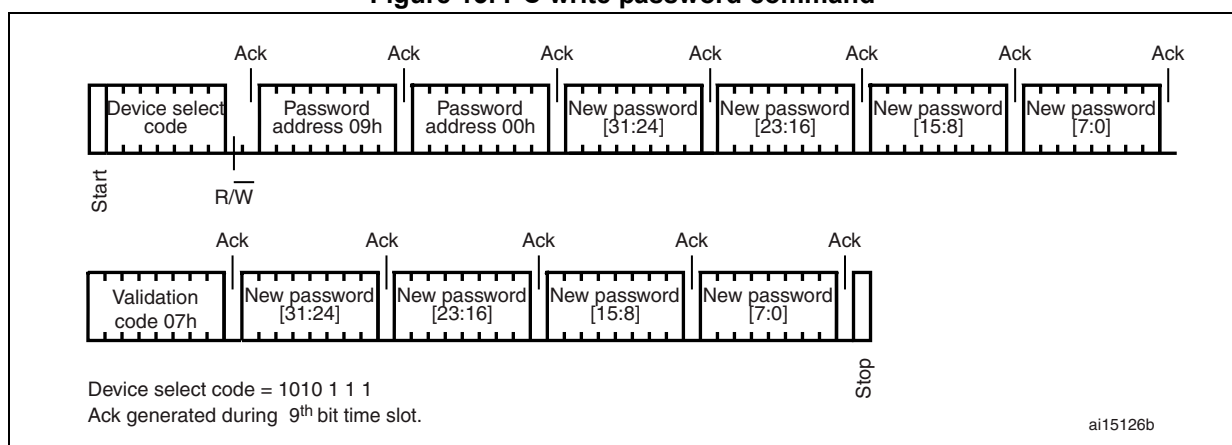 Ack Ack Ack Ack Ack Ack Ack
Device select
code
Password
address 09h
Password
address 00h
New password
[31:24]
New password
[23:16]
New password
[15:8]
New password
[7:0]
Start
R/W
Ack Ack Ack Ack Ack
Validation
code 07h
New password
[31:24]
New password
[23:16]
New password
[15:8]
New password
[7:0]
Stop
Device select code = 1010 1 1 1
Ack generated during 9th bit time slot.
ai15126b